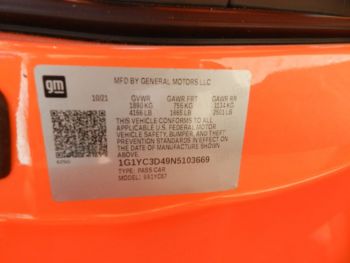 gm
MFD BY GENERAL MOTORS LLC
10/21 GVWR GAWR FRT GAWR RR
1890 KG 756 KG 1134 KG
4166 LB 1665 LB 2501 LB
THIS VEHICLE CONFORMS TO ALL
APPLICABLE U.S. FEDERAL MOTOR
VEHICLE SAFETY, BUMPER, AND THEFT
PREVENTION STANDARDS IN EFFECT
ON THE DATE OF MANUFACTURE
SHOWN ABOVE.
1G1YC3D49N5103669
TYPE: PASS CAR
MODEL: